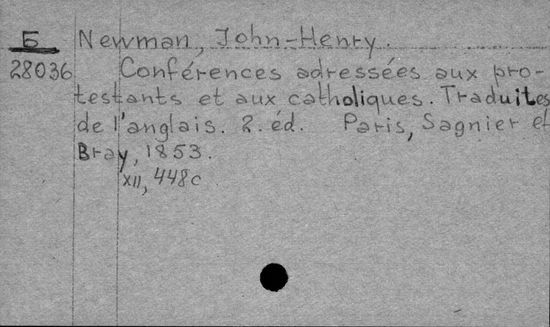 Б
28036
Newman, John-Henry.
Conférences adressées aux pro-
testants et aux catholiques. Traduites
de l'anglais. 2. éd. Paris, Sagnier et
Bray, 1853.
XII, 448 c